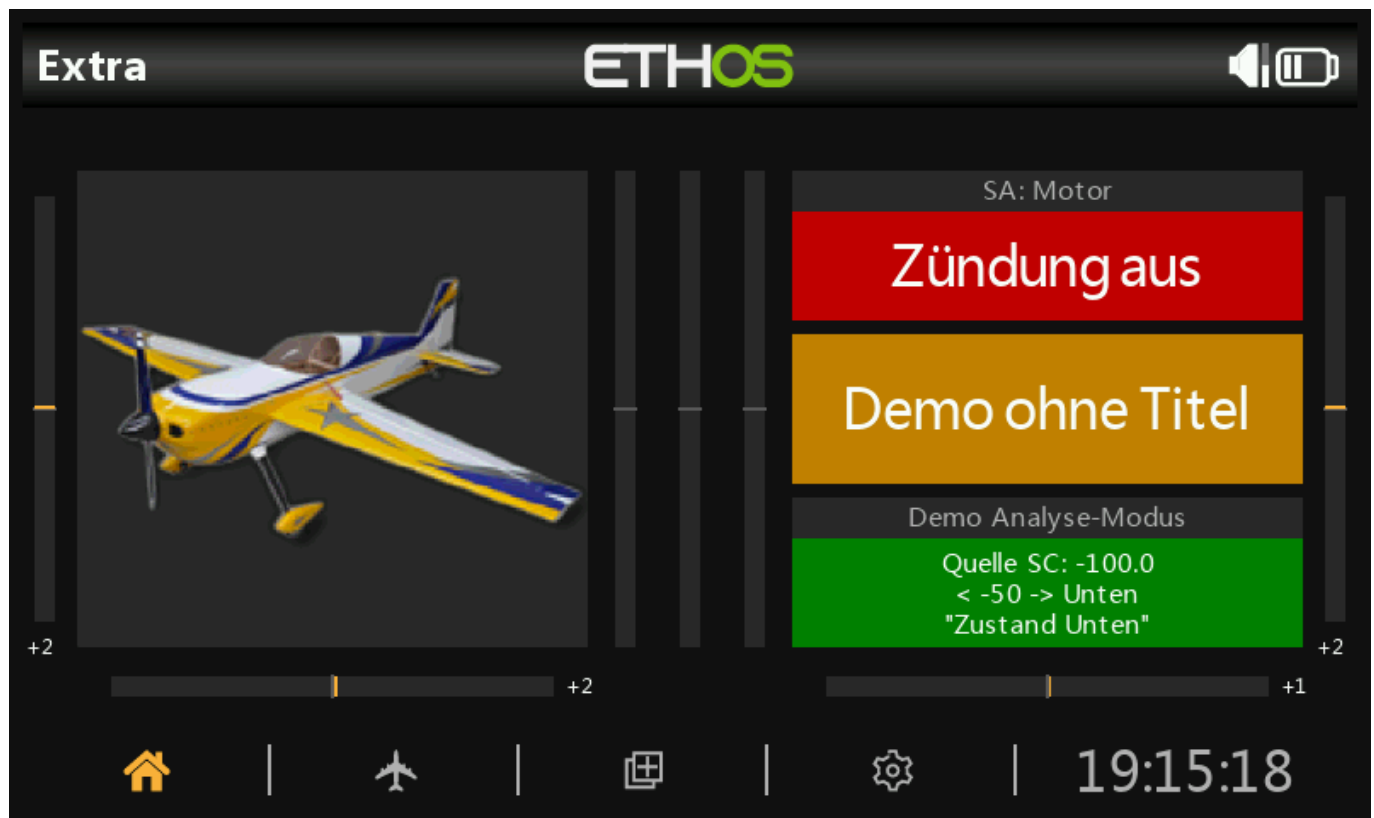 Extra
ETHOS
SA: Motor
Zündung aus
Demo ohne Titel
Demo Analyse-Modus
Quelle SC: -100.0
< -50 -> Unten
"Zustand Unten"
+2
+2
+2
+1
19:15:18